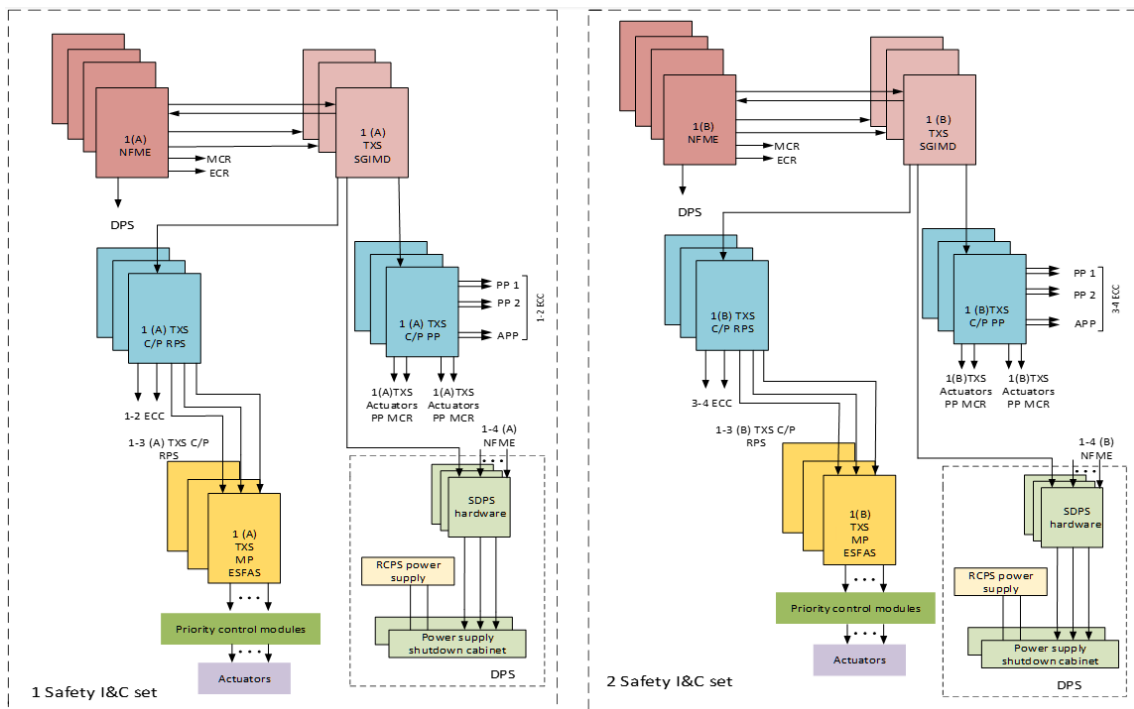 1(A)
NFME
1 (A)
TXS
SGIMD
MCR
ECR
DPS
1 (A) TXS
C/P RPS
1 (A) TXS
C/P PP
PP 1
PP 2
APP
1-2 ECC
1-2 ECC
1(A)TXS
Actuators
PP MCR
1(A)TXS
Actuators
PP MCR
1-3 (A) TXS C/P
RPS
1-4 (A)
NFME
1 (A)
TXS
MP
ESFAS
SDPS
hardware
RCPS power
supply
Priority control modules
Power supply
shutdown cabinet
Actuators
DPS
1 Safety I&C set
1(B)
NFME
1 (B)
TXS
SGIMD
MCR
ECR
DPS
1(B) TXS
C/P RPS
1(B)TXS
C/P PP
PP 1
PP 2
APP
3-4 ECC
3-4 ECC
1(B)TXS
Actuators
PP MCR
1(B)TXS
Actuators
PP MCR
1-3 (B) TXS C/P
RPS
1-4 (B)
NFME
1(B)
TXS
MP
ESFAS
SDPS
hardware
RCPS power
supply
Priority control modules
Power supply
shutdown cabinet
Actuators
DPS
2 Safety I&C set